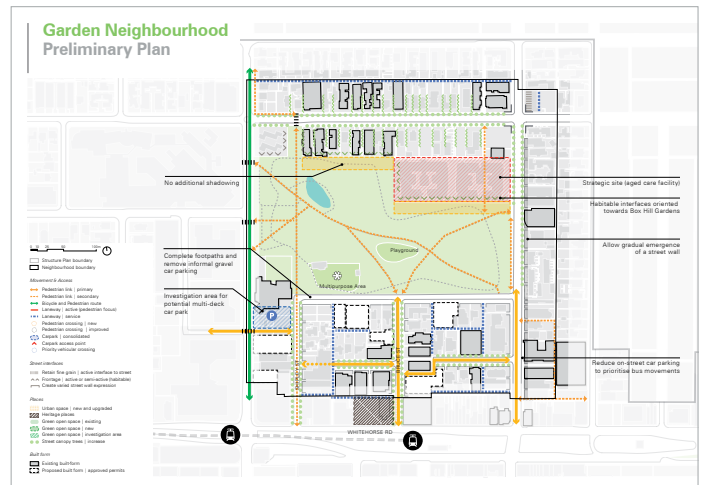 Garden Neighbourhood
Preliminary Plan
No additional shadowing
Strategic site (aged care facility)
Habitable interfaces oriented
towards Box Hill Gardens
Allow gradual emergence
of a street wall
Complete footpaths and
remove informal gravel
car parking
Playground
Multipurpose Area
Investigation area for
potential multi-deck
car park
P
Reduce on-street car parking
to prioritise bus movements
WHITEHORSE RD
Structure Plan boundary
Neighbourhood boundary
Movement & Access
Pedestrian link | primary
Pedestrian link | secondary
Bicycle and Pedestrian route
Laneway | active (pedestrian focus)
Laneway | service
Pedestrian crossing | new
Pedestrian crossing | improved
Carpark | consolidated
Carpark access point
Priority vehicular crossing
Street interfaces
Retain fine grain | active interface to street
Frontage | active or semi-active (habitable)
Create varied street wall expression
Places
Urban space | new and upgraded
Heritage places
Green open space | existing
Green open space | new
Green open space | investigation area
Street canopy trees | increase
Built form
Existing built-form
Proposed built form | approved permits